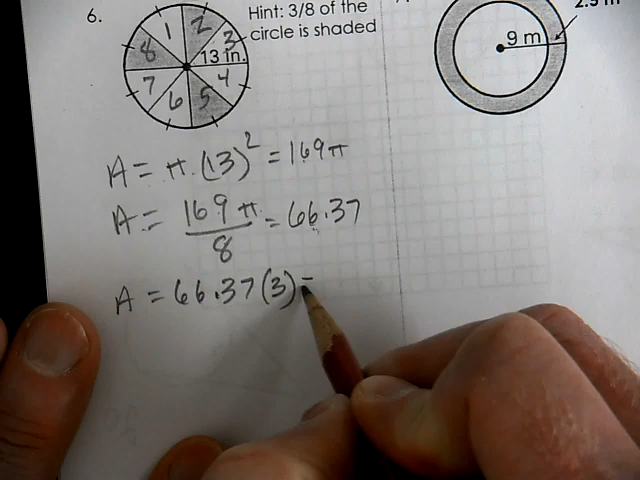 6.
Hint: 3/8 of the
circle is shaded
1 2 3 4 5 6 7 8
13 in.
9 m
2.5 m
A = π.(13)² = 169π
A = 169π/8 = 66.37
A = 66.37(3) =